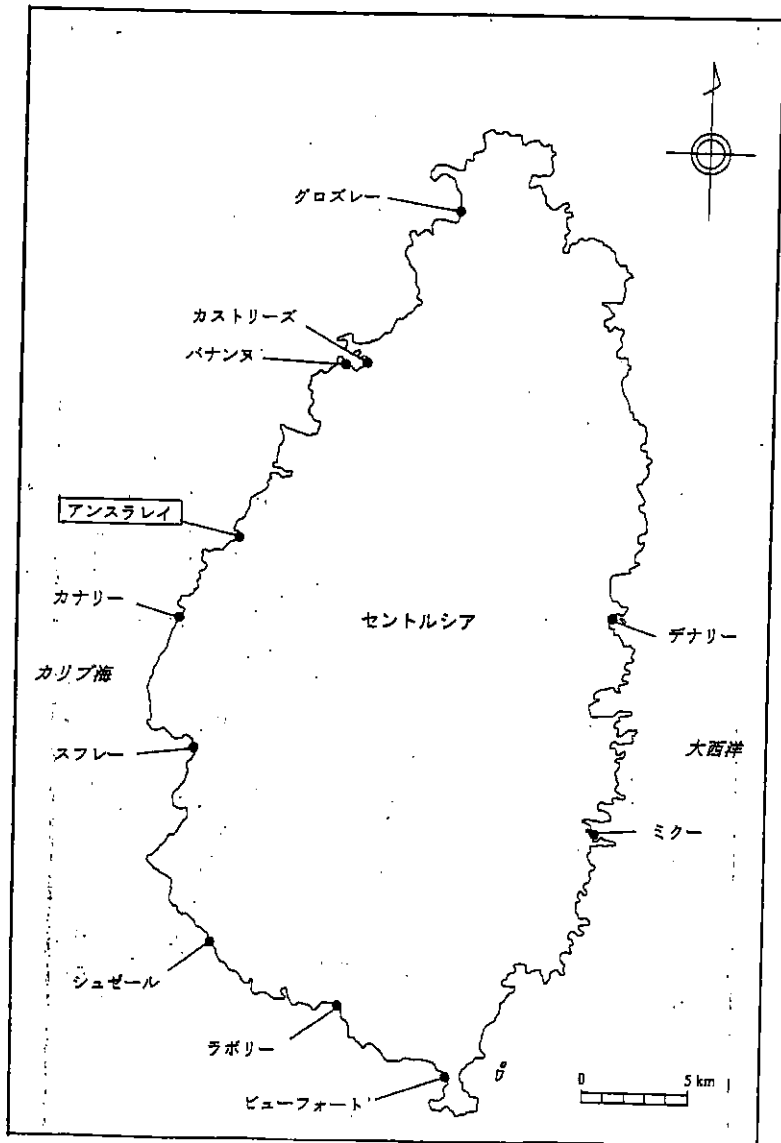 グロズレー
カストリーズ
バナンヌ
アンスラレイ
カナリー
セントルシア
デナリー
カリブ海
スフレー
大西洋
ミクー
シュゼール
ラボリー
ビューフォート
0 5 km